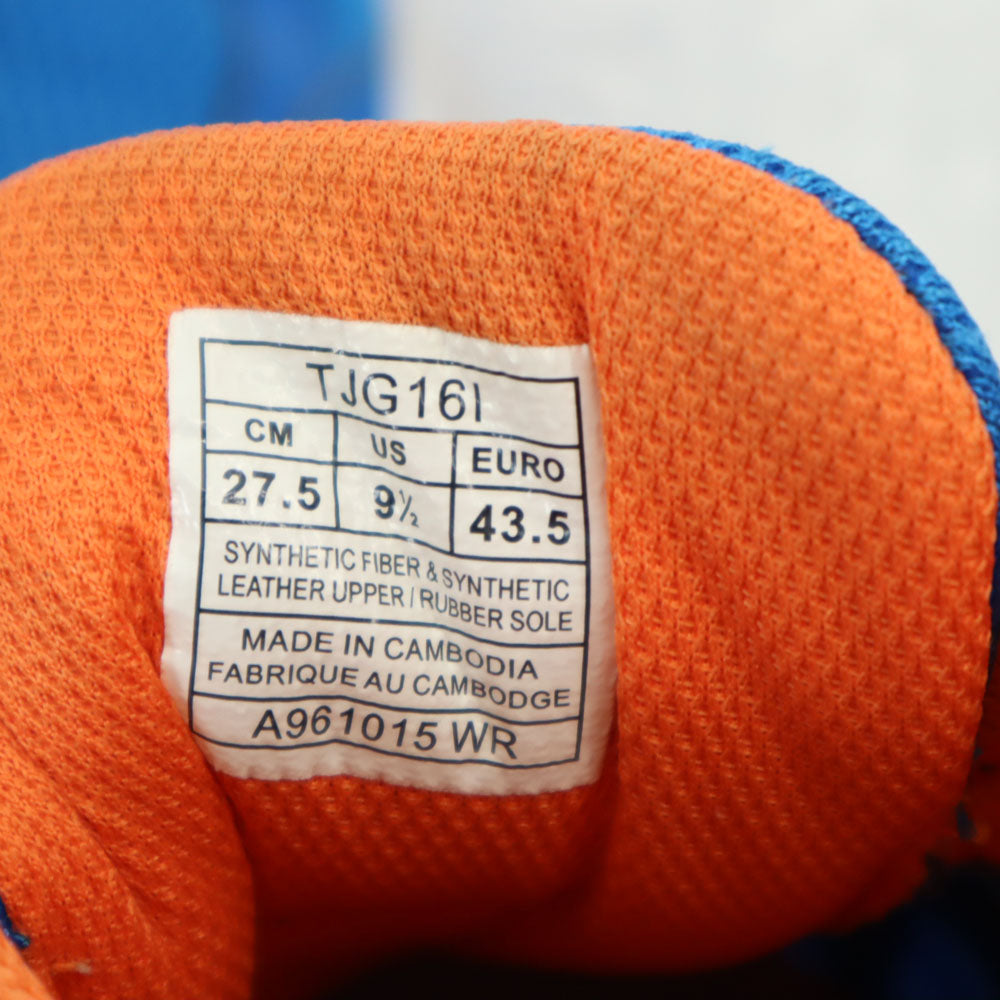 TJG16I
CM US EURO
27.5 9½ 43.5
SYNTHETIC FIBER & SYNTHETIC
LEATHER UPPER / RUBBER SOLE
MADE IN CAMBODIA
FABRIQUE AU CAMBODGE
A961015 WR